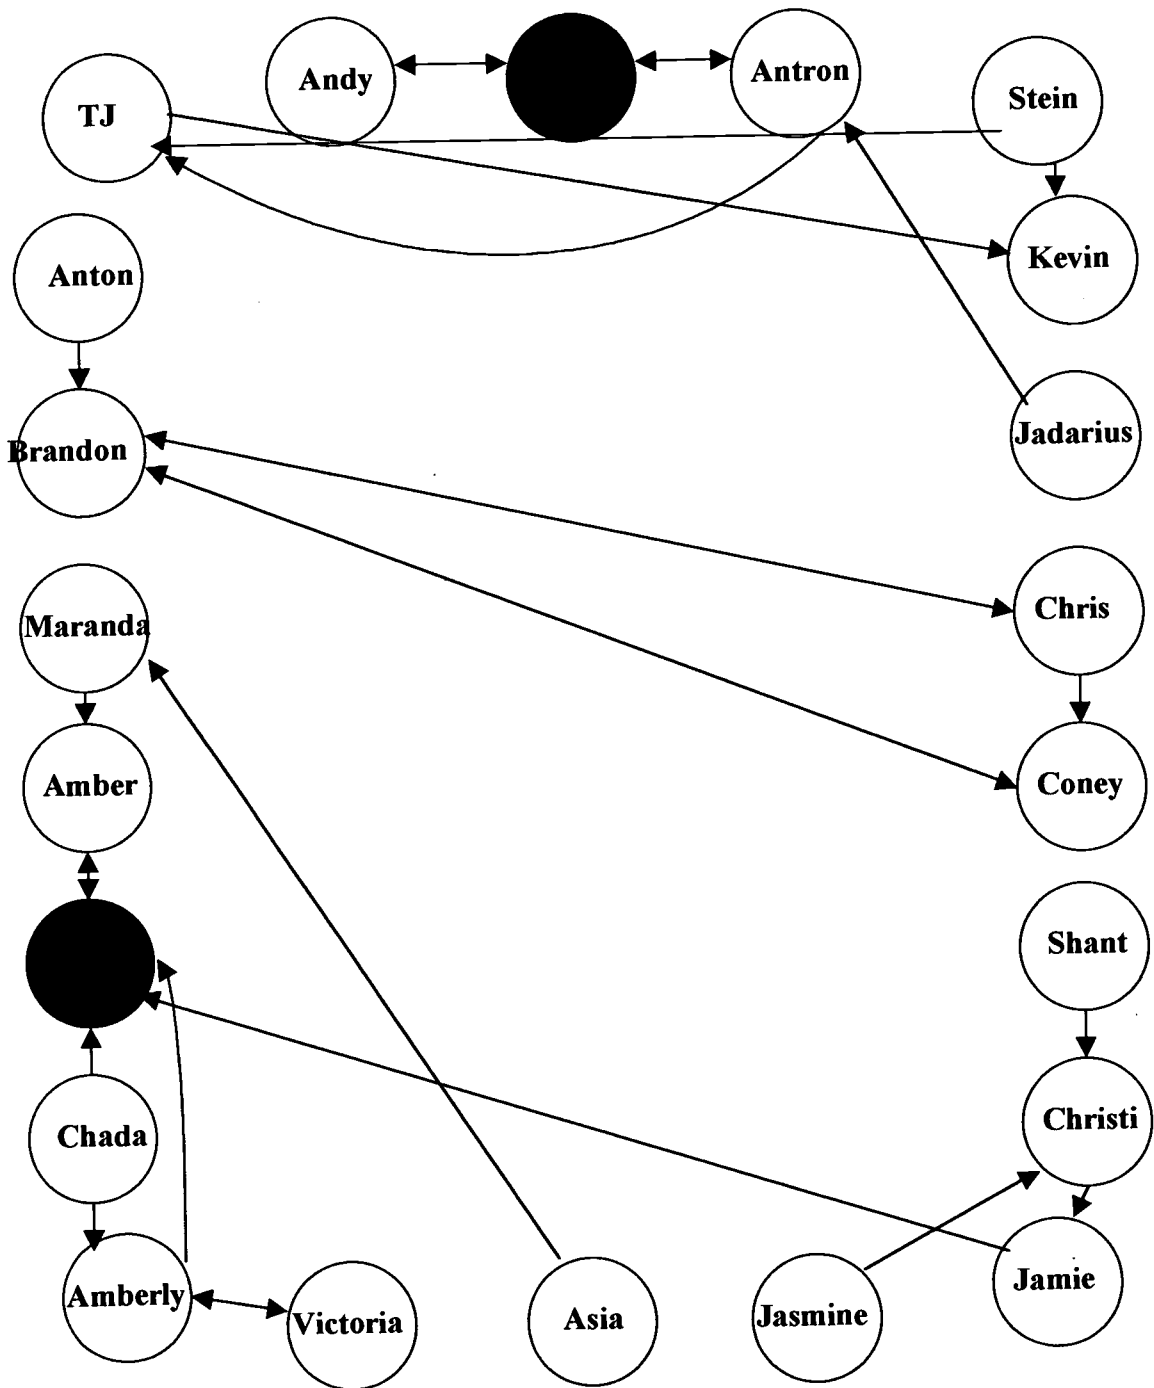 Andy
Antron
Stein
TJ
Kevin
Anton
Jadarius
Brandon
Chris
Maranda
Coney
Amber
Shant
Christi
Chada
Jamie
Amberly
Victoria
Asia
Jasmine